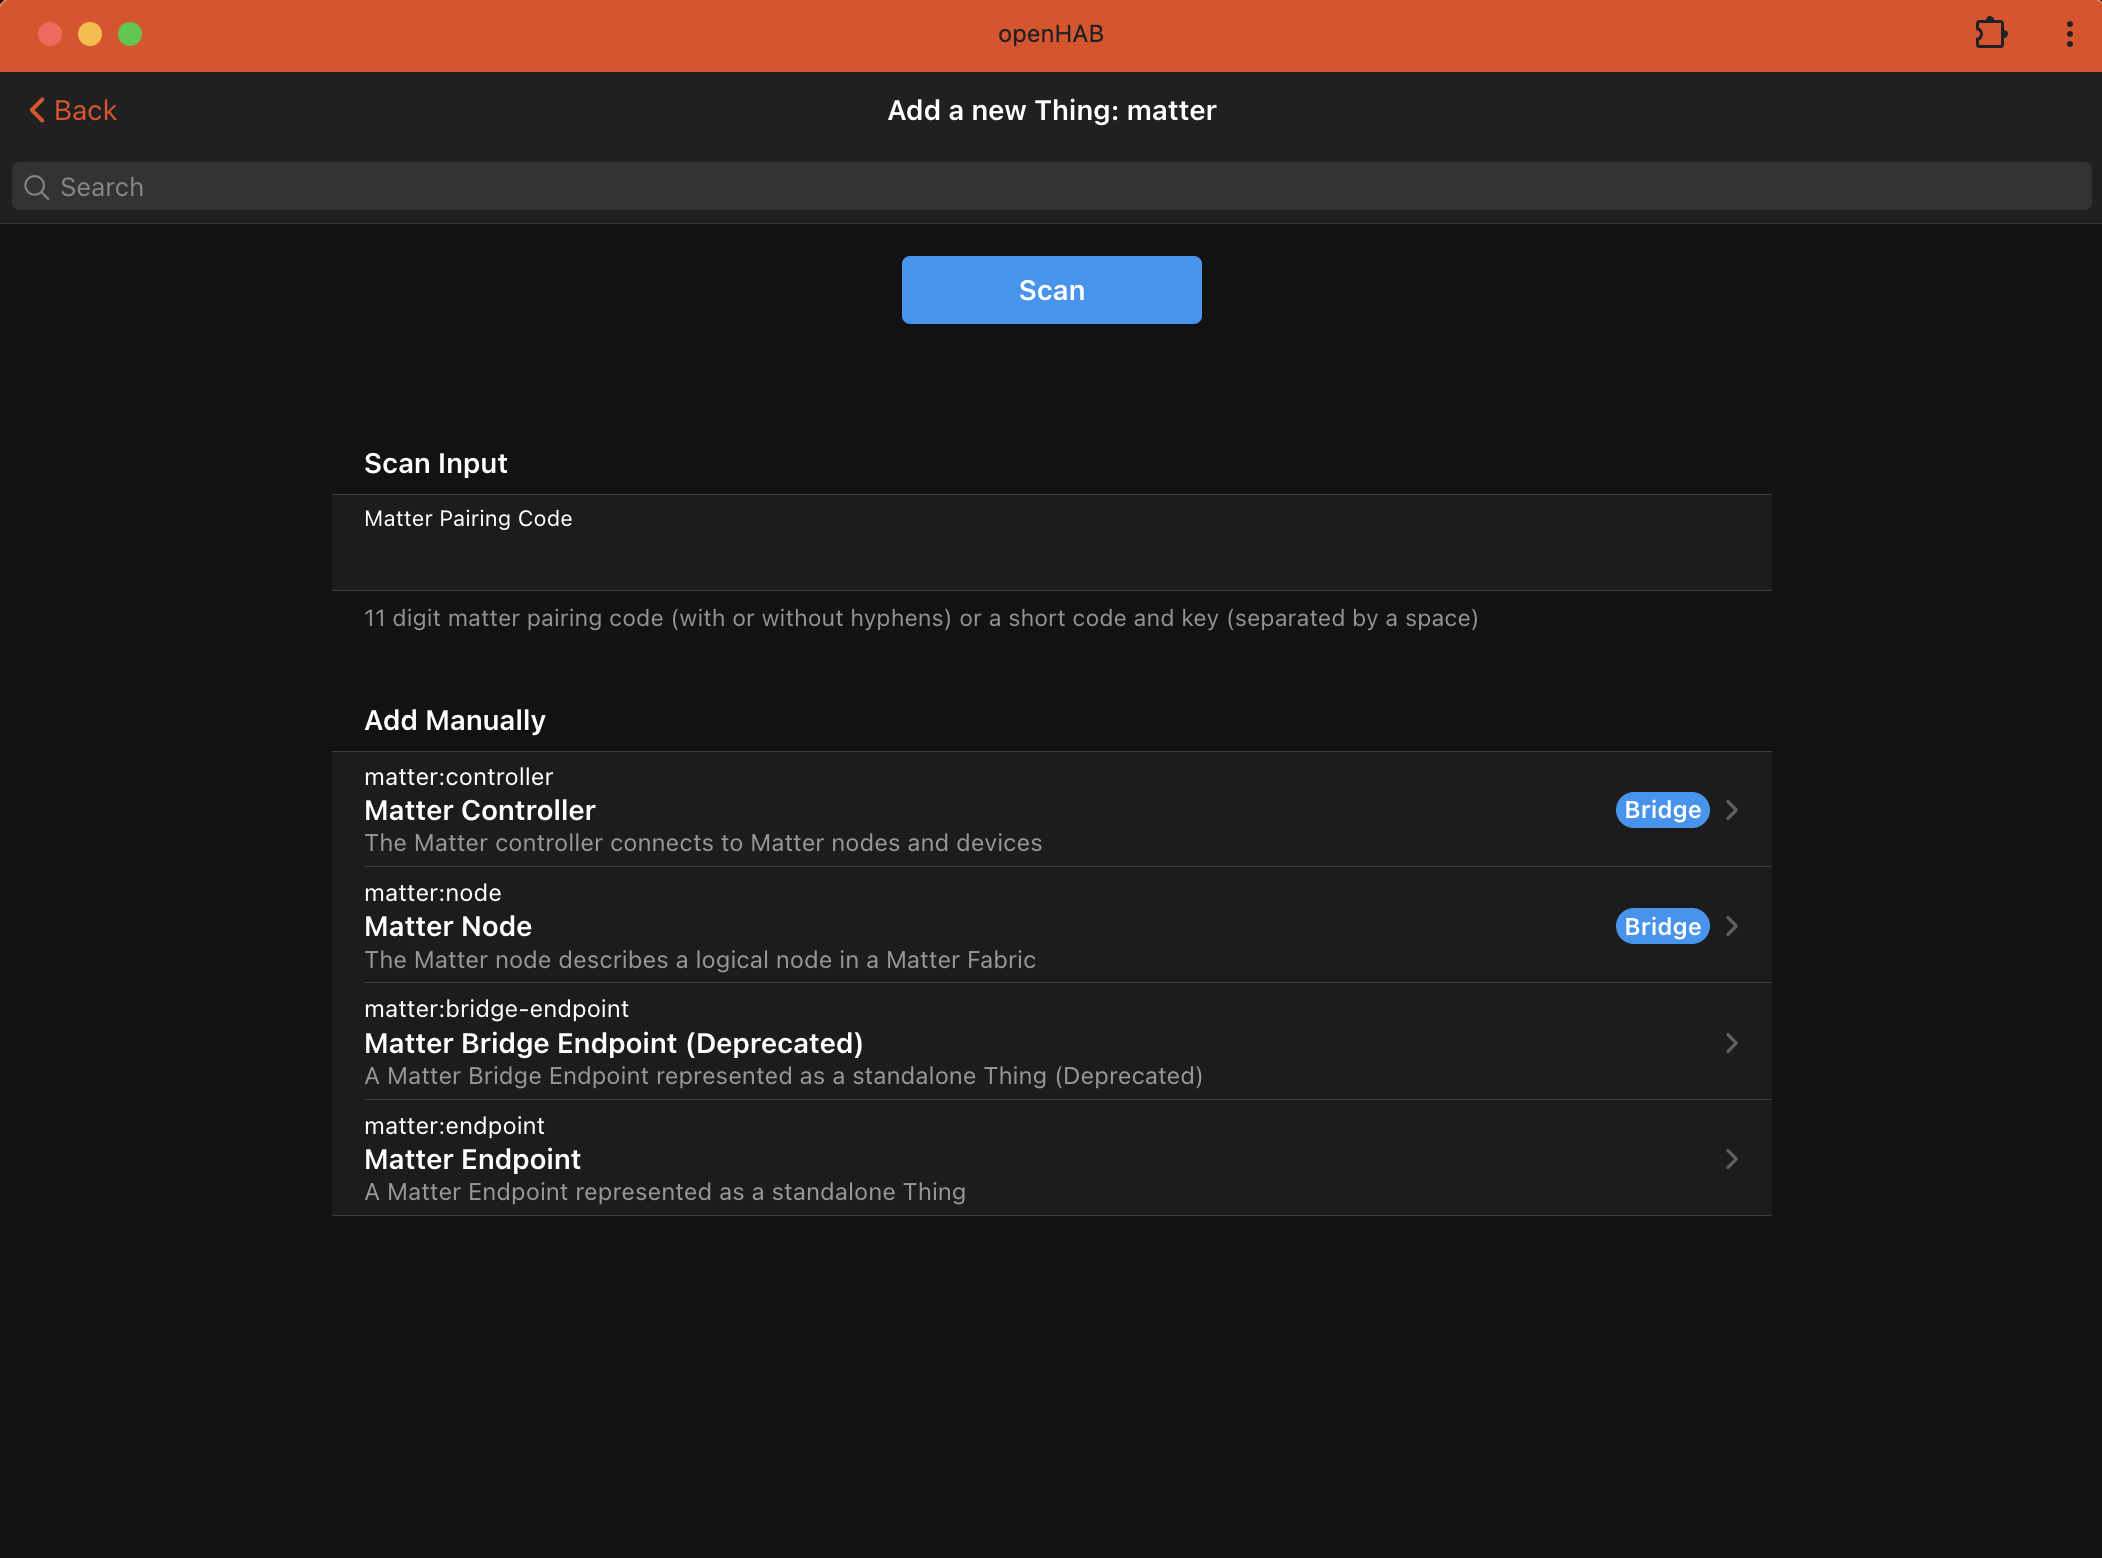 openHAB
Back
Add a new Thing: matter
Search
Scan
Scan Input
Matter Pairing Code
11 digit matter pairing code (with or without hyphens) or a short code and key (separated by a space)
Add Manually
matter:controller
Matter Controller
Bridge
The Matter controller connects to Matter nodes and devices
matter:node
Matter Node
Bridge
The Matter node describes a logical node in a Matter Fabric
matter:bridge-endpoint
Matter Bridge Endpoint (Deprecated)
A Matter Bridge Endpoint represented as a standalone Thing (Deprecated)
matter:endpoint
Matter Endpoint
A Matter Endpoint represented as a standalone Thing